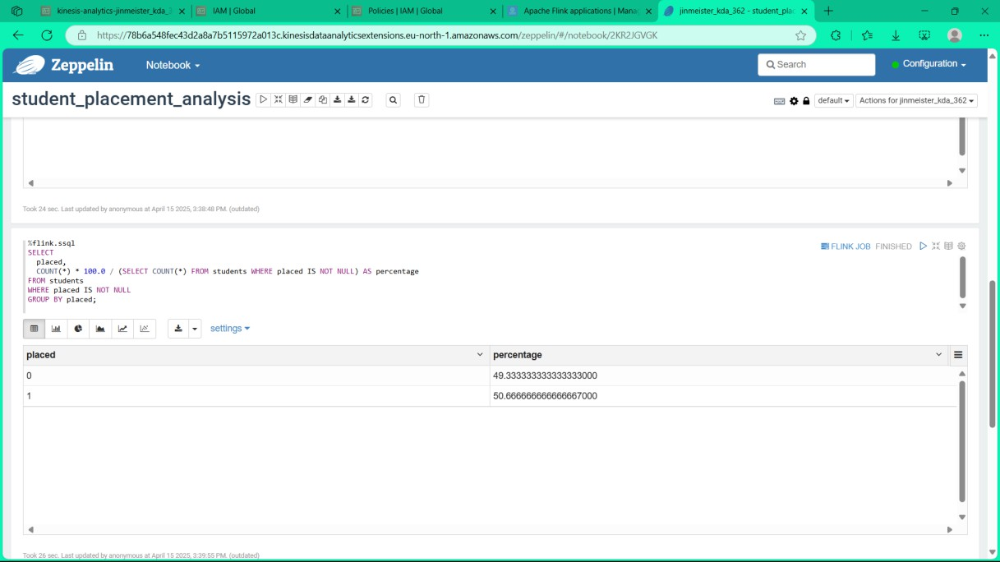 kinesis-analytics-jinmeister_kda_3
IAM | Global
Policies | IAM | Global
Apache Flink applications | Mana
jinmeister_kda_362 - student_plac
https://78b6a548fec43d2a8a7b5115972a013c.kinesisdataanalyticsextensions.eu-north-1.amazonaws.com/zeppelin/#/notebook/2KR2JGVGK
Zeppelin
Notebook
Search
Configuration
student_placement_analysis
default
Actions for jinmeister_kda_362
Took 24 sec. Last updated by anonymous at April 15 2025, 3:38:48 PM. (outdated)
%flink.ssql
SELECT
placed,
COUNT(*) * 100.0 / (SELECT COUNT(*) FROM students WHERE placed IS NOT NULL) AS percentage
FROM students
WHERE placed IS NOT NULL
GROUP BY placed;
FLINK JOB FINISHED
settings
placed percentage
0 49.333333333333333000
1 50.666666666666667000
Took 26 sec. Last updated by anonymous at April 15 2025, 3:39:55 PM. (outdated)